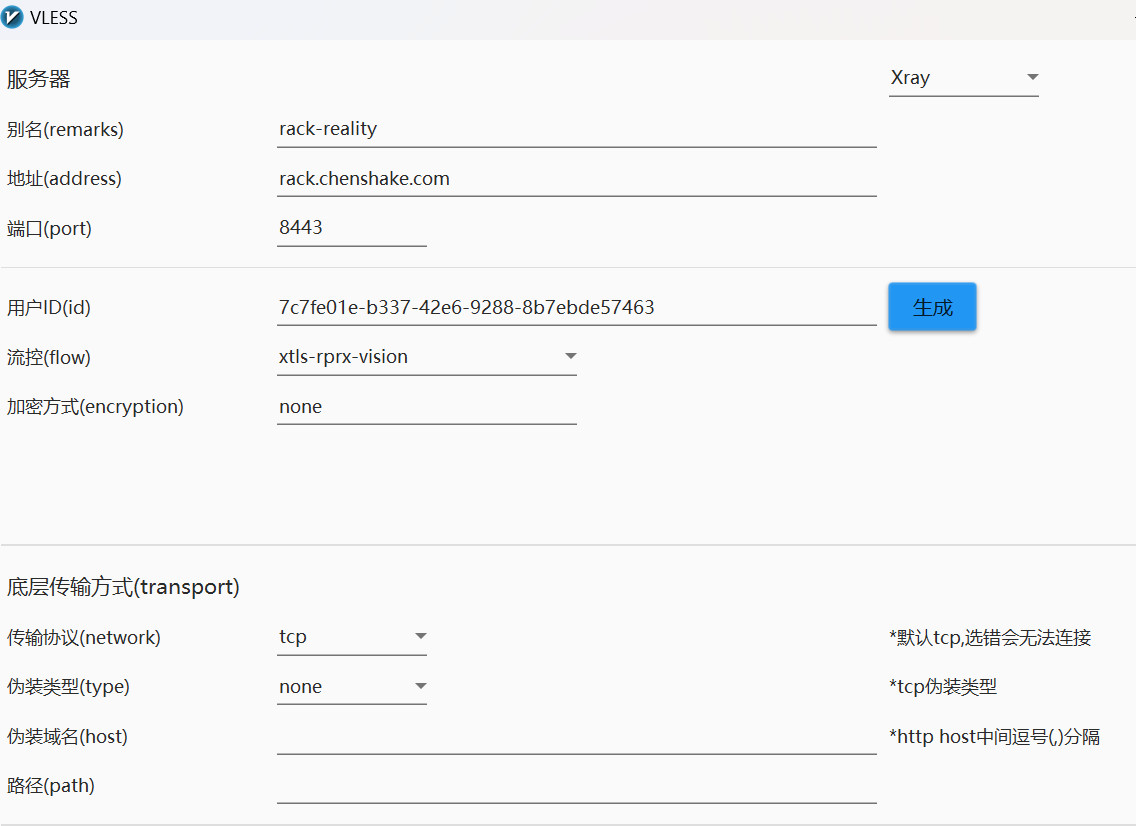 VLESS
服务器 Xray
别名(remarks) rack-reality
地址(address) rack.chenshake.com
端口(port) 8443
用户ID(id) 7c7fe01e-b337-42e6-9288-8b7ebde57463 生成
流控(flow) xtls-rprx-vision
加密方式(encryption) none
底层传输方式(transport)
传输协议(network) tcp *默认tcp,选错会无法连接
伪装类型(type) none *tcp伪装类型
伪装域名(host) *http host中间逗号(,)分隔
路径(path)